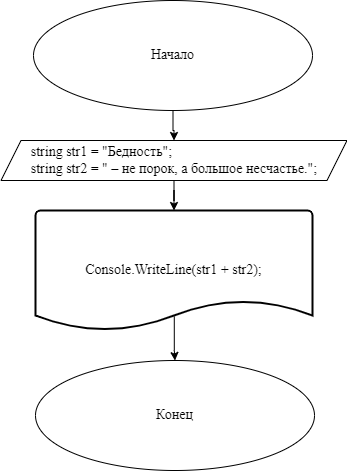 Начало
string str1 = "Бедность";
string str2 = " – не порок, а большое несчастье.";
Console.WriteLine(str1 + str2);
Конец